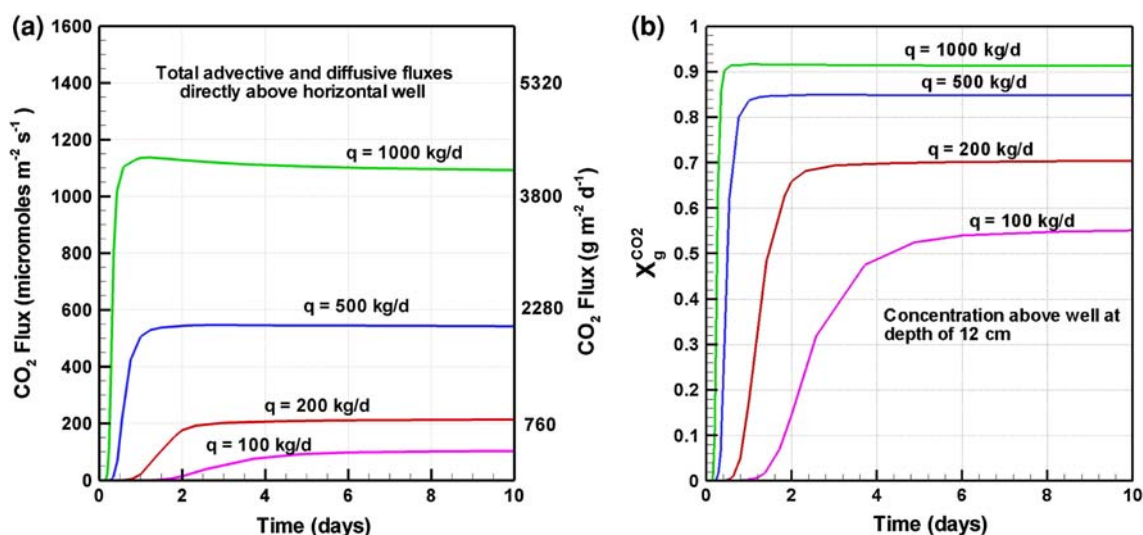 (a)
1600
1400
1200
1000
800
600
400
200
0
CO₂ Flux (micromoles m⁻² s⁻¹)
Total advective and diffusive fluxes
directly above horizontal well
q = 1000 kg/d
q = 500 kg/d
q = 200 kg/d
q = 100 kg/d
5320
3800
2280
760
CO₂ Flux (g m⁻² d⁻¹)
0 2 4 6 8 10
Time (days)
(b)
1
0.9
0.8
0.7
0.6
0.5
0.4
0.3
0.2
0.1
0
X_g^CO2
q = 1000 kg/d
q = 500 kg/d
q = 200 kg/d
q = 100 kg/d
Concentration above well at
depth of 12 cm
0 2 4 6 8 10
Time (days)